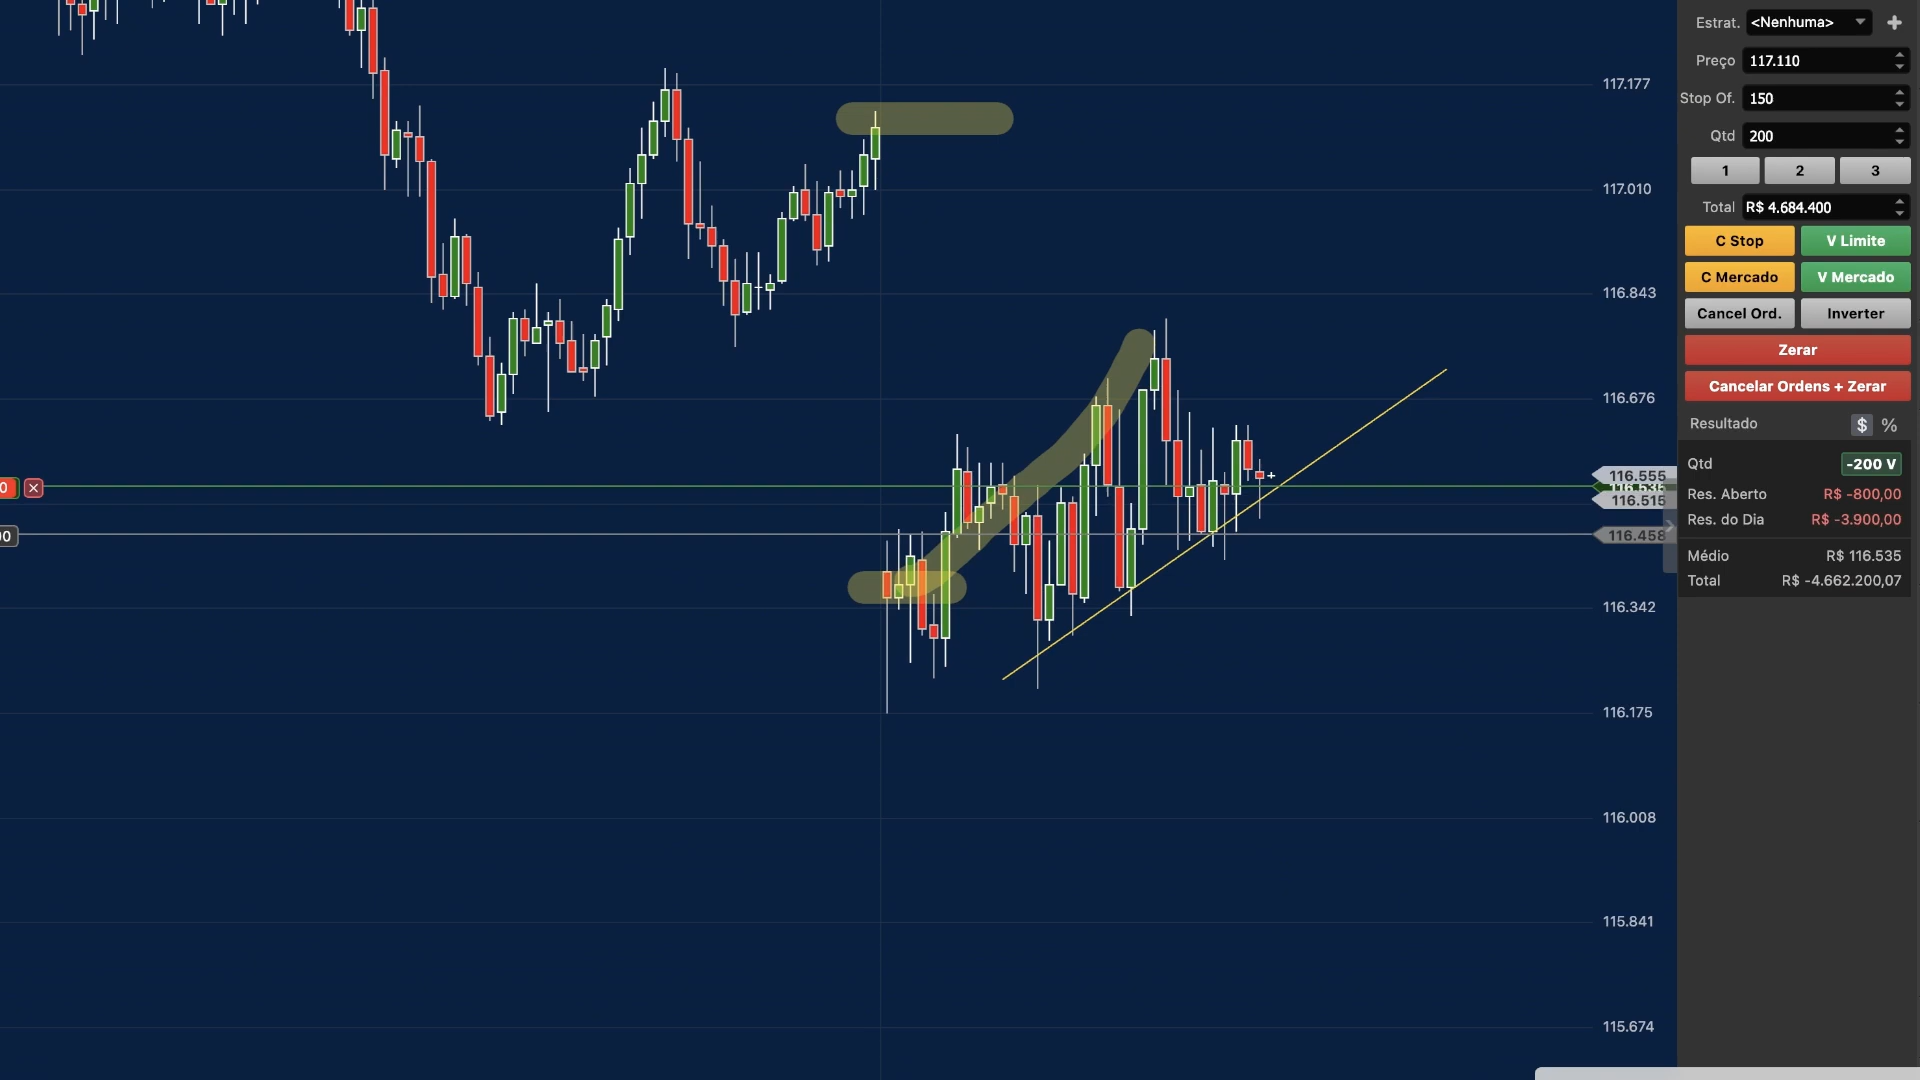 Estrat. <Nenhuma>
Preço 117.110
Stop Of. 150
Qtd 200
1 2 3
Total R$ 4.684.400
C Stop V Limite
C Mercado V Mercado
Cancel Ord. Inverter
Zerar
Cancelar Ordens + Zerar
Resultado $ %
Qtd -200 V
Res. Aberto R$ -800,00
Res. do Dia R$ -3.900,00
Médio R$ 116.535
Total R$ -4.662.200,07
117.177
117.010
116.843
116.676
116.555
116.515
116.458
116.342
116.175
116.008
115.841
115.674